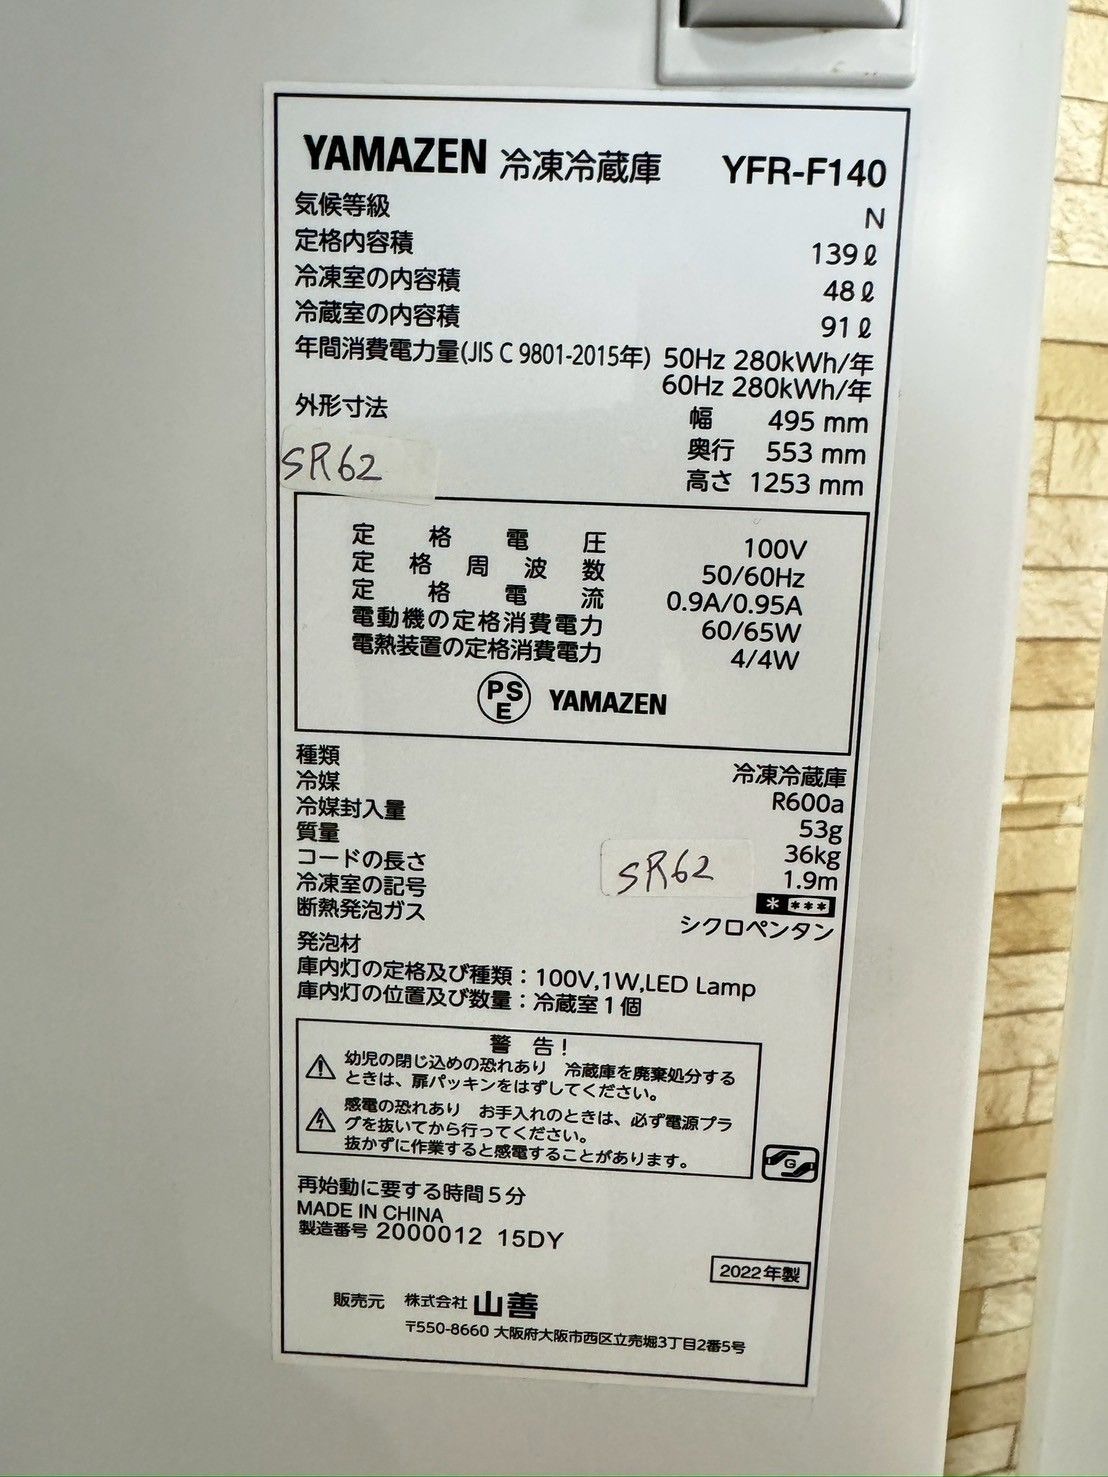 YAMAZEN 冷凍冷蔵庫 YFR-F140
気候等級 N
定格内容積 139ℓ
冷凍室の内容積 48ℓ
冷蔵室の内容積 91ℓ
年間消費電力量(JIS C 9801-2015年) 50Hz 280kWh/年
60Hz 280kWh/年
外形寸法 幅 495 mm
奥行 553 mm
高さ 1253 mm
SR62
定格電圧 100V
定格周波数 50/60Hz
定格電流 0.9A/0.95A
電動機の定格消費電力 60/65W
電熱装置の定格消費電力 4/4W
PSE YAMAZEN
種類 冷凍冷蔵庫
冷媒 R600a
冷媒封入量 53g
質量 36kg
コードの長さ 1.9m
SR62
冷凍室の記号 * ***
断熱発泡ガス シクロペンタン
発泡材
庫内灯の定格及び種類：100V,1W,LED Lamp
庫内灯の位置及び数量：冷蔵室1個
警 告！
幼児の閉じ込めの恐れあり 冷蔵庫を廃棄処分する
ときは、扉パッキンをはずしてください。
感電の恐れあり お手入れのときは、必ず電源プラ
グを抜いてから行ってください。
抜かずに作業すると感電することがあります。
G
再始動に要する時間5分
MADE IN CHINA
製造番号 2000012 15DY
2022年製
販売元 株式会社 山善
〒550-8660 大阪府大阪市西区立売堀3丁目2番5号